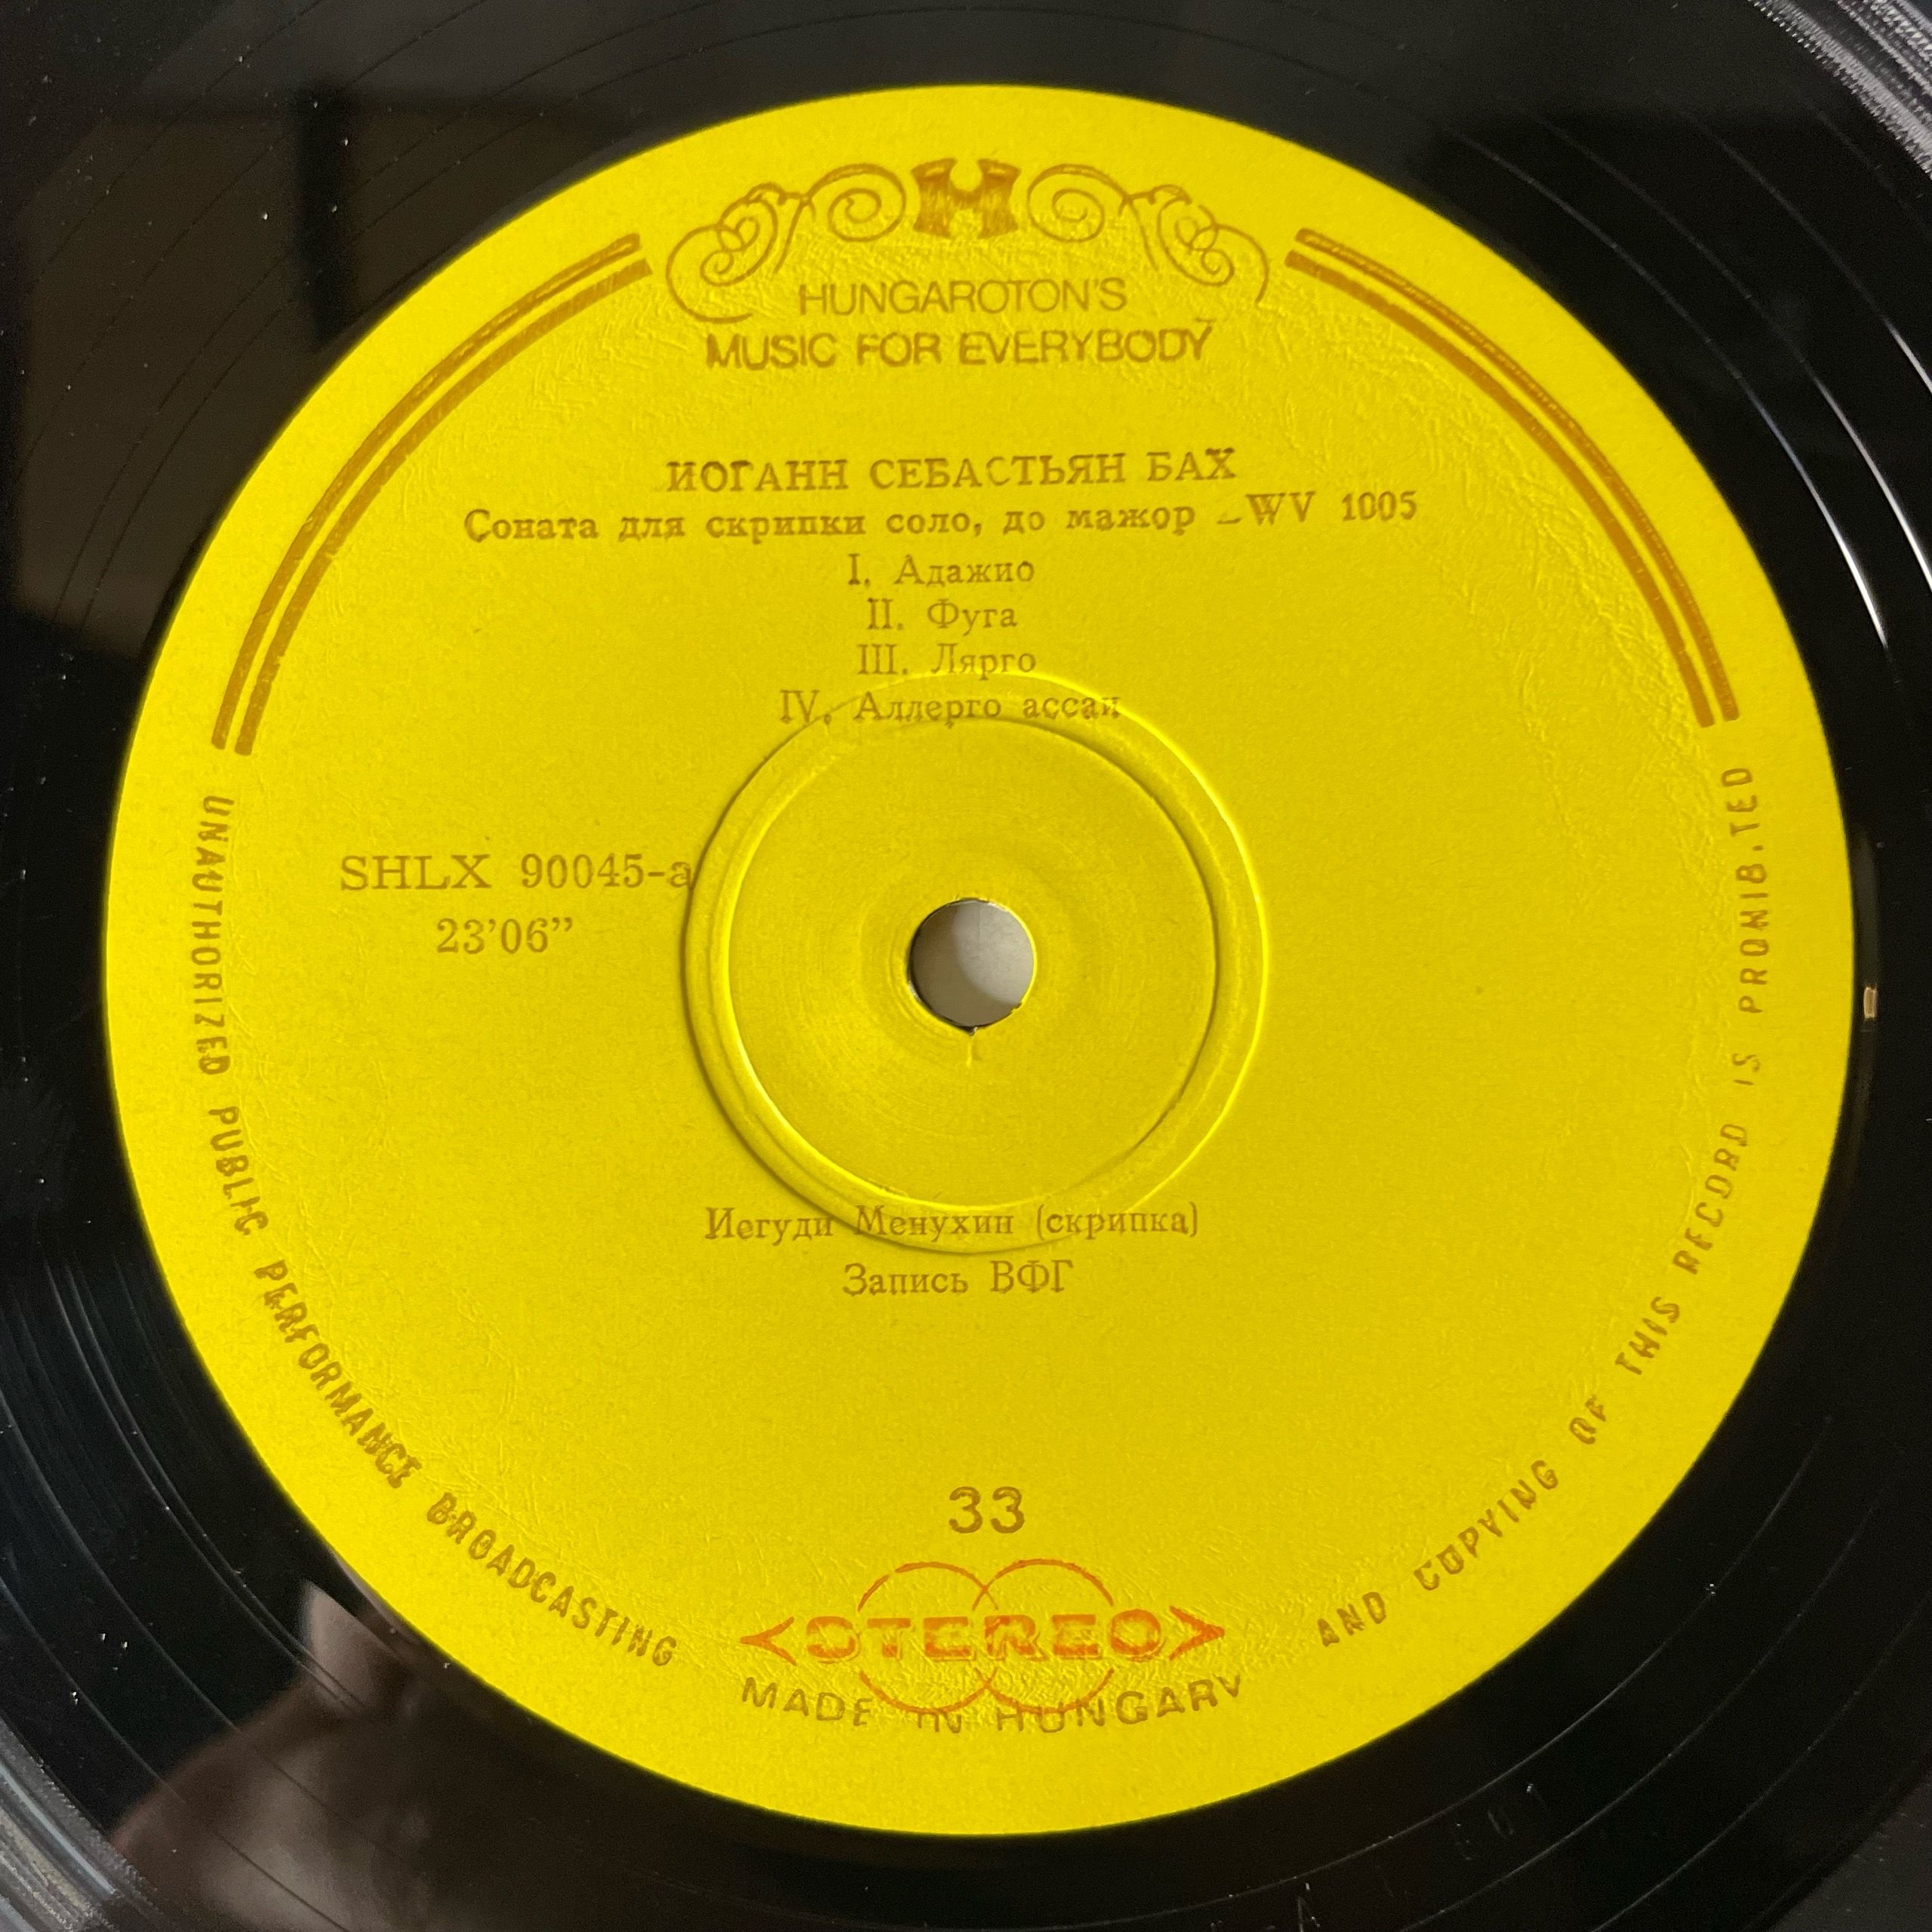 H
HUNGAROTON'S
MUSIC FOR EVERYBODY
ИОГАНН СЕБАСТЬЯН БАХ
Соната для скрипки соло, до мажор WV 1005
I. Адажио
II. Фуга
III. Лярго
IV. Аллерго ассаи
SHLX 90045-a
23'06”
Иегуди Менухин (скрипка)
Запись ВФГ
33
STEREO
MADE IN HUNGARY
UNAUTHORIZED PUBLIC PERFORMANCE BROADCASTING AND COPYING OF THIS RECORD IS PROHIBITED